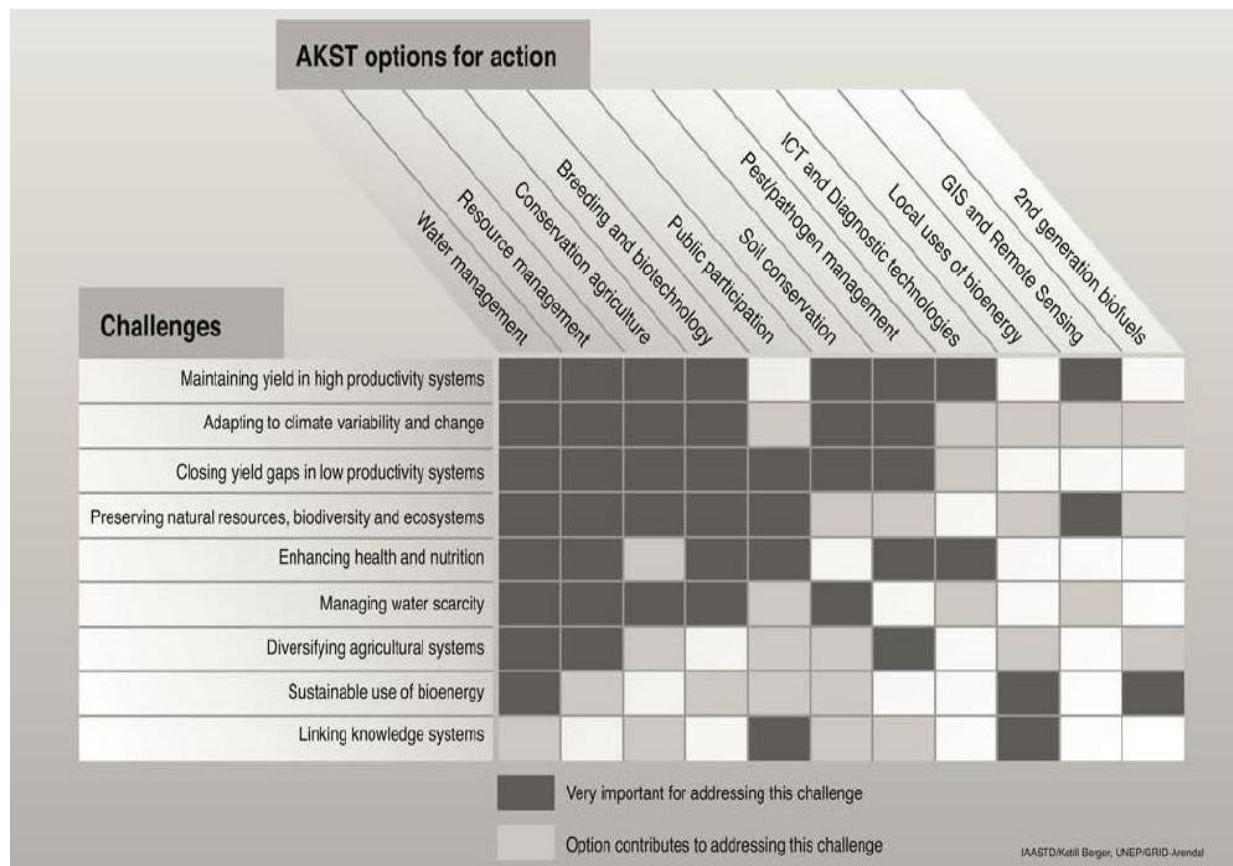 AKST options for action
Water management
Resource management
Conservation agriculture
Breeding and biotechnology
Public participation
Soil conservation
Pest/pathogen management
ICT and Diagnostic technologies
Local uses of bioenergy
GIS and Remote Sensing
2nd generation biofuels
Challenges
Maintaining yield in high productivity systems
Adapting to climate variability and change
Closing yield gaps in low productivity systems
Preserving natural resources, biodiversity and ecosystems
Enhancing health and nutrition
Managing water scarcity
Diversifying agricultural systems
Sustainable use of bioenergy
Linking knowledge systems
Very important for addressing this challenge
Option contributes to addressing this challenge
IAASTD/Ketill Berger, UNEP/GRID-Arendal